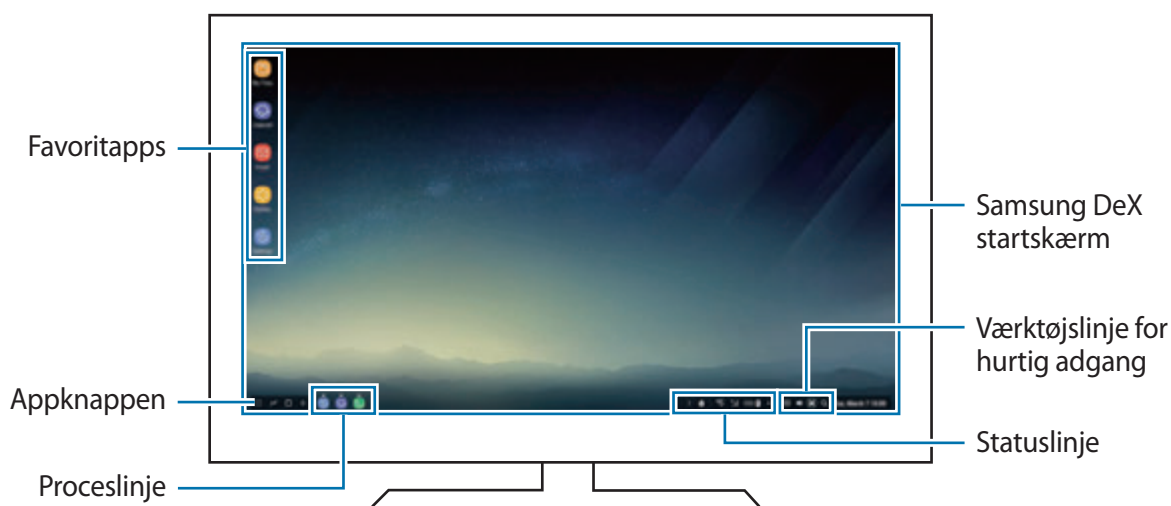 Favoritapps
Samsung DeX
startskærm
Værktøjslinje for
hurtig adgang
Appknappen
Statuslinje
Proceslinje